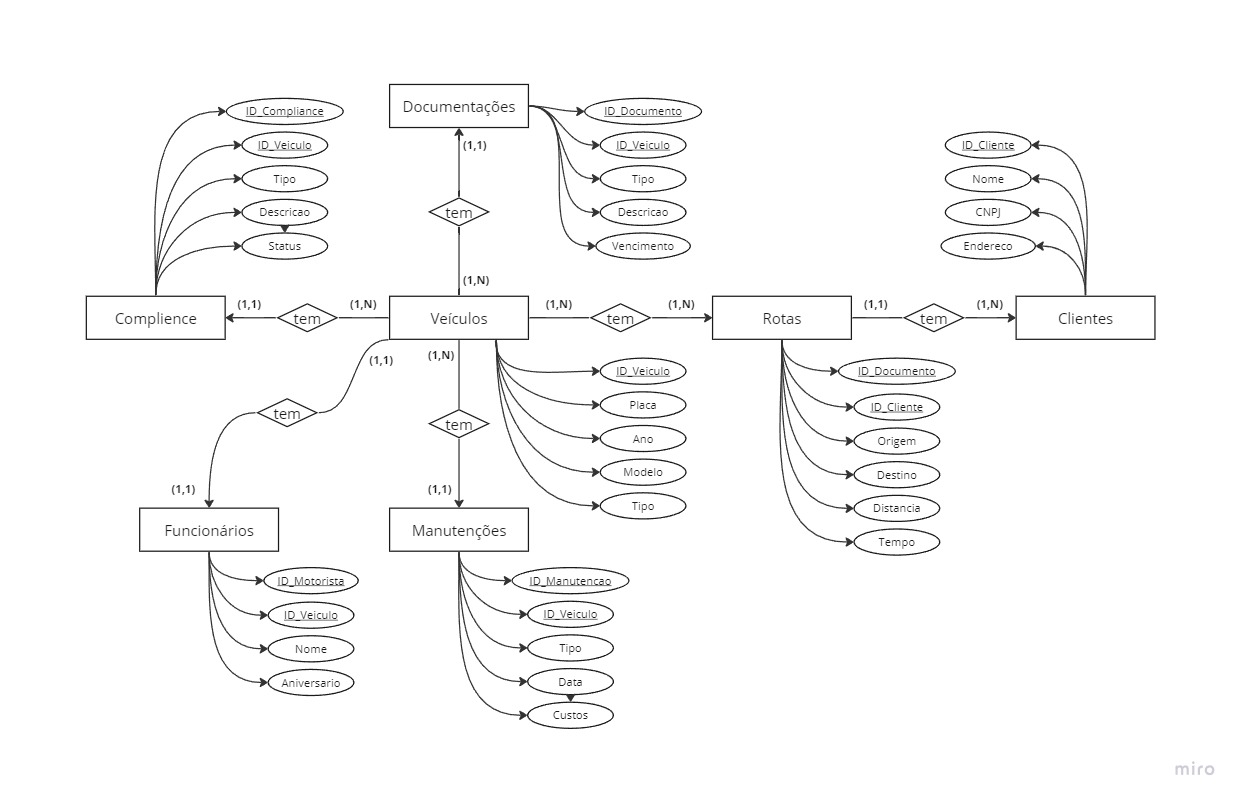 Documentações
ID_Documento
ID_Veiculo
Tipo
Descricao
Vencimento
(1,1)
tem
(1,N)
ID_Compliance
ID_Veiculo
Tipo
Descricao
Status
Complience
(1,1)
tem
(1,N)
Veículos
(1,N)
tem
(1,N)
Rotas
(1,1)
tem
(1,N)
Clientes
ID_Cliente
Nome
CNPJ
Endereco
ID_Veiculo
Placa
Ano
Modelo
Tipo
ID_Documento
ID_Cliente
Origem
Destino
Distancia
Tempo
(1,1)
tem
(1,1)
Funcionários
ID_Motorista
ID_Veiculo
Nome
Aniversario
(1,N)
tem
(1,1)
Manutenções
ID_Manutencao
ID_Veiculo
Tipo
Data
Custos
miro